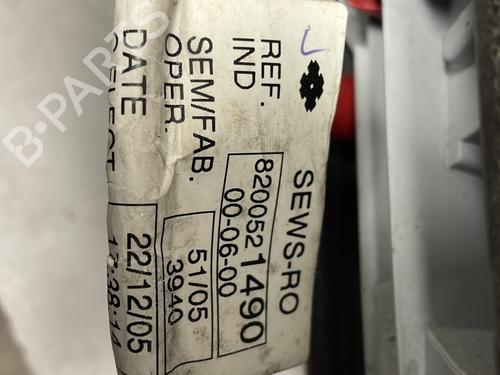 SEWS-RO
REF. 8200521490
IND 00-06-00
SEM/FAB. 51/05
OPER. 3940
DATE 22/12/05
B-PARTS